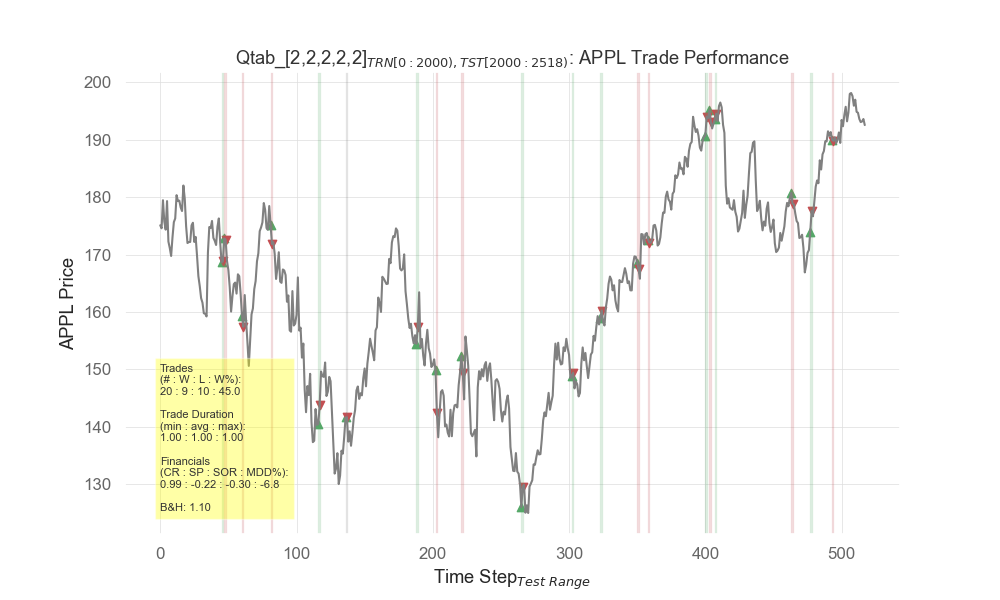 Qtab_[2,2,2,2,2]TRN[0:2000),TST[2000:2518): APPL Trade Performance
200
190
180
170
160
150
140
130
APPL Price
Trades
(# : W : L : W%):
20 : 9 : 10 : 45.0
Trade Duration
(min : avg : max):
1.00 : 1.00 : 1.00
Financials
(CR : SP : SOR : MDD%):
0.99 : -0.22 : -0.30 : -6.8
B&H: 1.10
0 100 200 300 400 500
Time StepTest Range